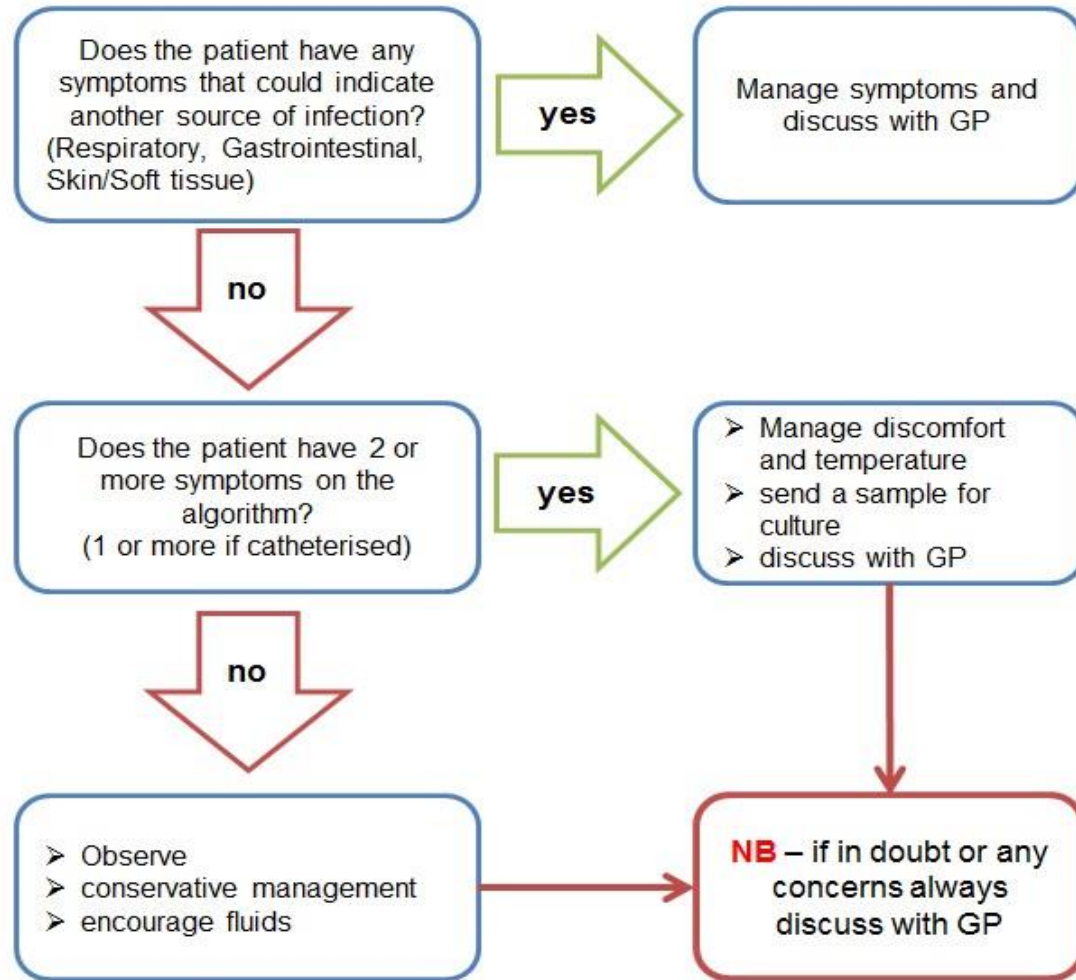 Does the patient have any
symptoms that could indicate
another source of infection?
(Respiratory, Gastrointestinal,
Skin/Soft tissue)
yes
Manage symptoms and
discuss with GP
no
Does the patient have 2 or
more symptoms on the
algorithm?
(1 or more if catheterised)
yes
➢ Manage discomfort
and temperature
➢ send a sample for
culture
➢ discuss with GP
no
➢ Observe
➢ conservative management
➢ encourage fluids
NB – if in doubt or any
concerns always
discuss with GP